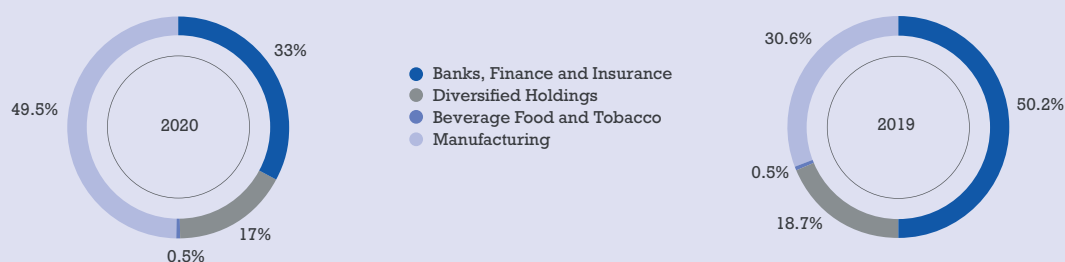 33%
49.5%
2020
17%
0.5%
Banks, Finance and Insurance
Diversified Holdings
Beverage Food and Tobacco
Manufacturing
30.6%
50.2%
2019
0.5%
18.7%